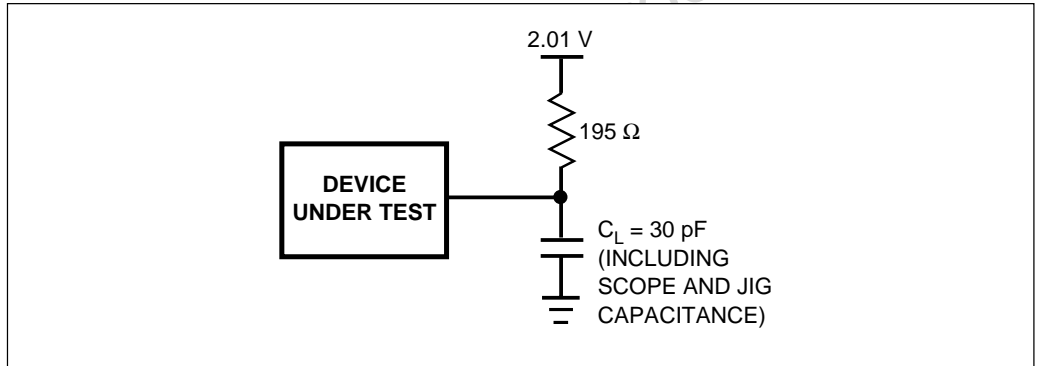 2.01 V
195 Ω
DEVICE
UNDER TEST
C_L = 30 pF
(INCLUDING
SCOPE AND JIG
CAPACITANCE)